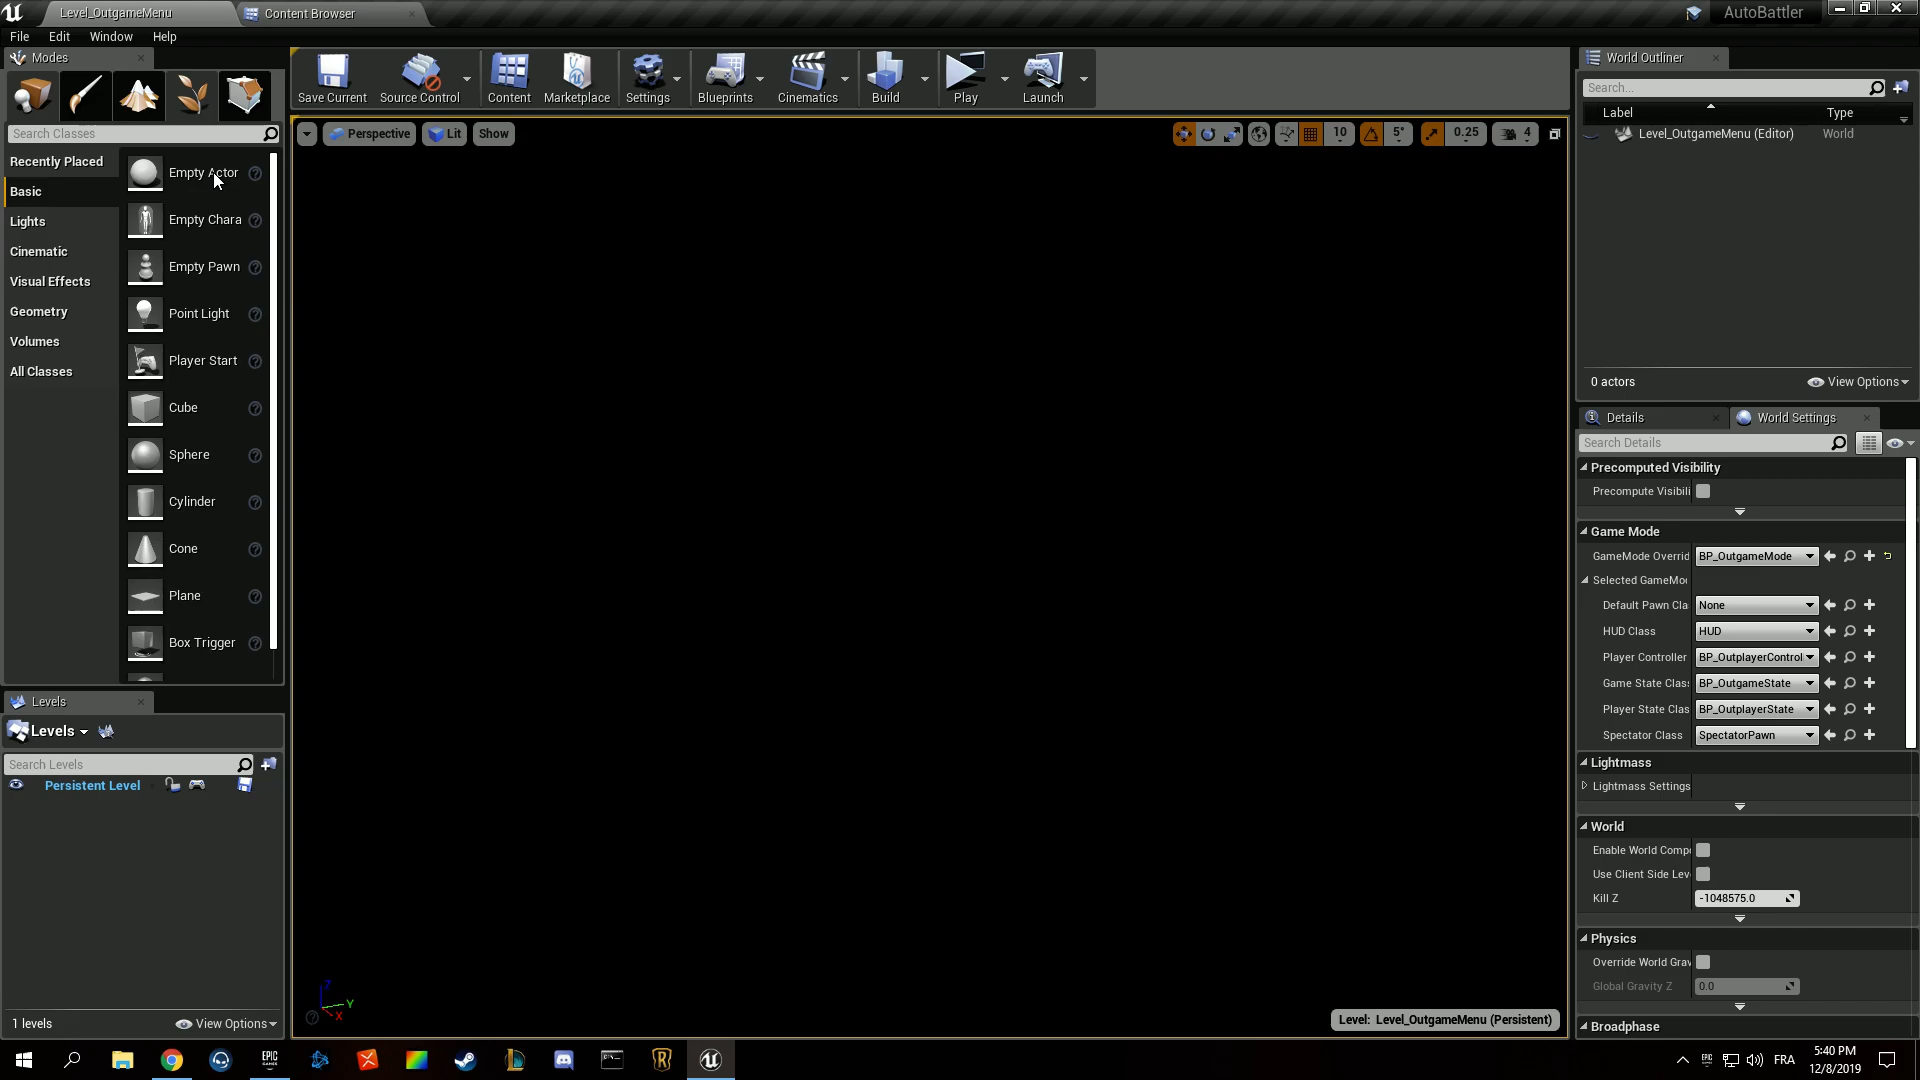 Level_OutgameMenu
Content Browser
AutoBattler
File Edit Window Help
Modes
Search Classes
Recently Placed
Basic
Lights
Cinematic
Visual Effects
Geometry
Volumes
All Classes
Empty Actor
Empty Chara
Empty Pawn
Point Light
Player Start
Cube
Sphere
Cylinder
Cone
Plane
Box Trigger
Save Current
Source Control
Content
Marketplace
Settings
Blueprints
Cinematics
Build
Play
Launch
Perspective
Lit
Show
10
5°
0.25
4
Z
Y
X
Level: Level_OutgameMenu (Persistent)
Levels
Levels
Search Levels
Persistent Level
1 levels
View Options
World Outliner
Search...
Label Type
Level_OutgameMenu (Editor) World
0 actors
View Options
Details
World Settings
Search Details
Precomputed Visibility
Precompute Visibili
Game Mode
GameMode Overrid BP_OutgameMode
Selected GameMo
Default Pawn Cla None
HUD Class HUD
Player Controller BP_OutplayerControl
Game State Clas BP_OutgameState
Player State Clas BP_OutplayerState
Spectator Class SpectatorPawn
Lightmass
Lightmass Settings
World
Enable World Comp
Use Client Side Lev
Kill Z -1048575.0
Physics
Override World Grav
Global Gravity Z 0.0
Broadphase
EPIC GAMES
FRA
5:40 PM
12/8/2019